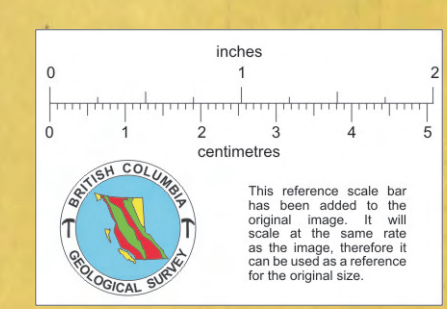 inches
0 1 2
0 1 2 3 4 5
centimetres
BRITISH COLUMBIA
GEOLOGICAL SURVEY
This reference scale bar
has been added to the
original image. It will
scale at the same rate
as the image, therefore it
can be used as a reference
for the original size.